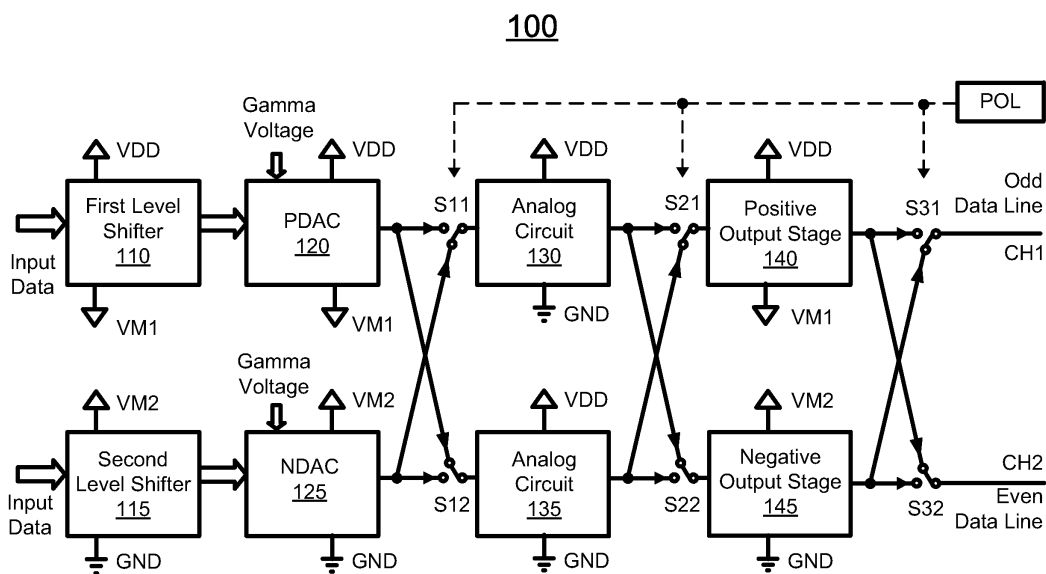 100
POL
Gamma
Voltage
VDD
VDD
VDD
VDD
Odd
Data Line
S11
S21
S31
First Level
Shifter
110
PDAC
120
Analog
Circuit
130
Positive
Output Stage
140
Input
Data
CH1
VM1
VM1
GND
VM1
Gamma
Voltage
VM2
VM2
VDD
VM2
Second
Level Shifter
115
NDAC
125
Analog
Circuit
135
Negative
Output Stage
145
CH2
Input
Data
S12
S22
S32
Even
Data Line
GND
GND
GND
GND